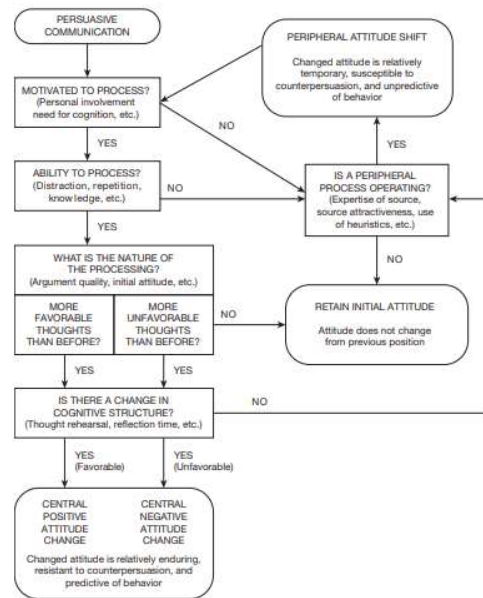 PERSUASIVE
COMMUNICATION
PERIPHERAL ATTITUDE SHIFT
Changed attitude is relatively
temporary, susceptible to
counterpersuasion, and unpredictive
of behavior
MOTIVATED TO PROCESS?
(Personal involvement
need for cognition, etc.)
NO
YES
YES
ABILITY TO PROCESS?
(Distraction, repetition,
knowledge, etc.)
NO
IS A PERIPHERAL
PROCESS OPERATING?
(Expertise of source,
source attractiveness, use
of heuristics, etc.)
YES
NO
WHAT IS THE NATURE OF
THE PROCESSING?
(Argument quality, initial attitude, etc.)
MORE
FAVORABLE
THOUGHTS
THAN BEFORE?
MORE
UNFAVORABLE
THOUGHTS
THAN BEFORE?
NO
RETAIN INITIAL ATTITUDE
Attitude does not change
from previous position
YES
YES
IS THERE A CHANGE IN
COGNITIVE STRUCTURE?
(Thought rehearsal, reflection time, etc.)
NO
YES
(Favorable)
YES
(Unfavorable)
CENTRAL
POSITIVE
ATTITUDE
CHANGE
CENTRAL
NEGATIVE
ATTITUDE
CHANGE
Changed attitude is relatively enduring,
resistant to counterpersuasion, and
predictive of behavior